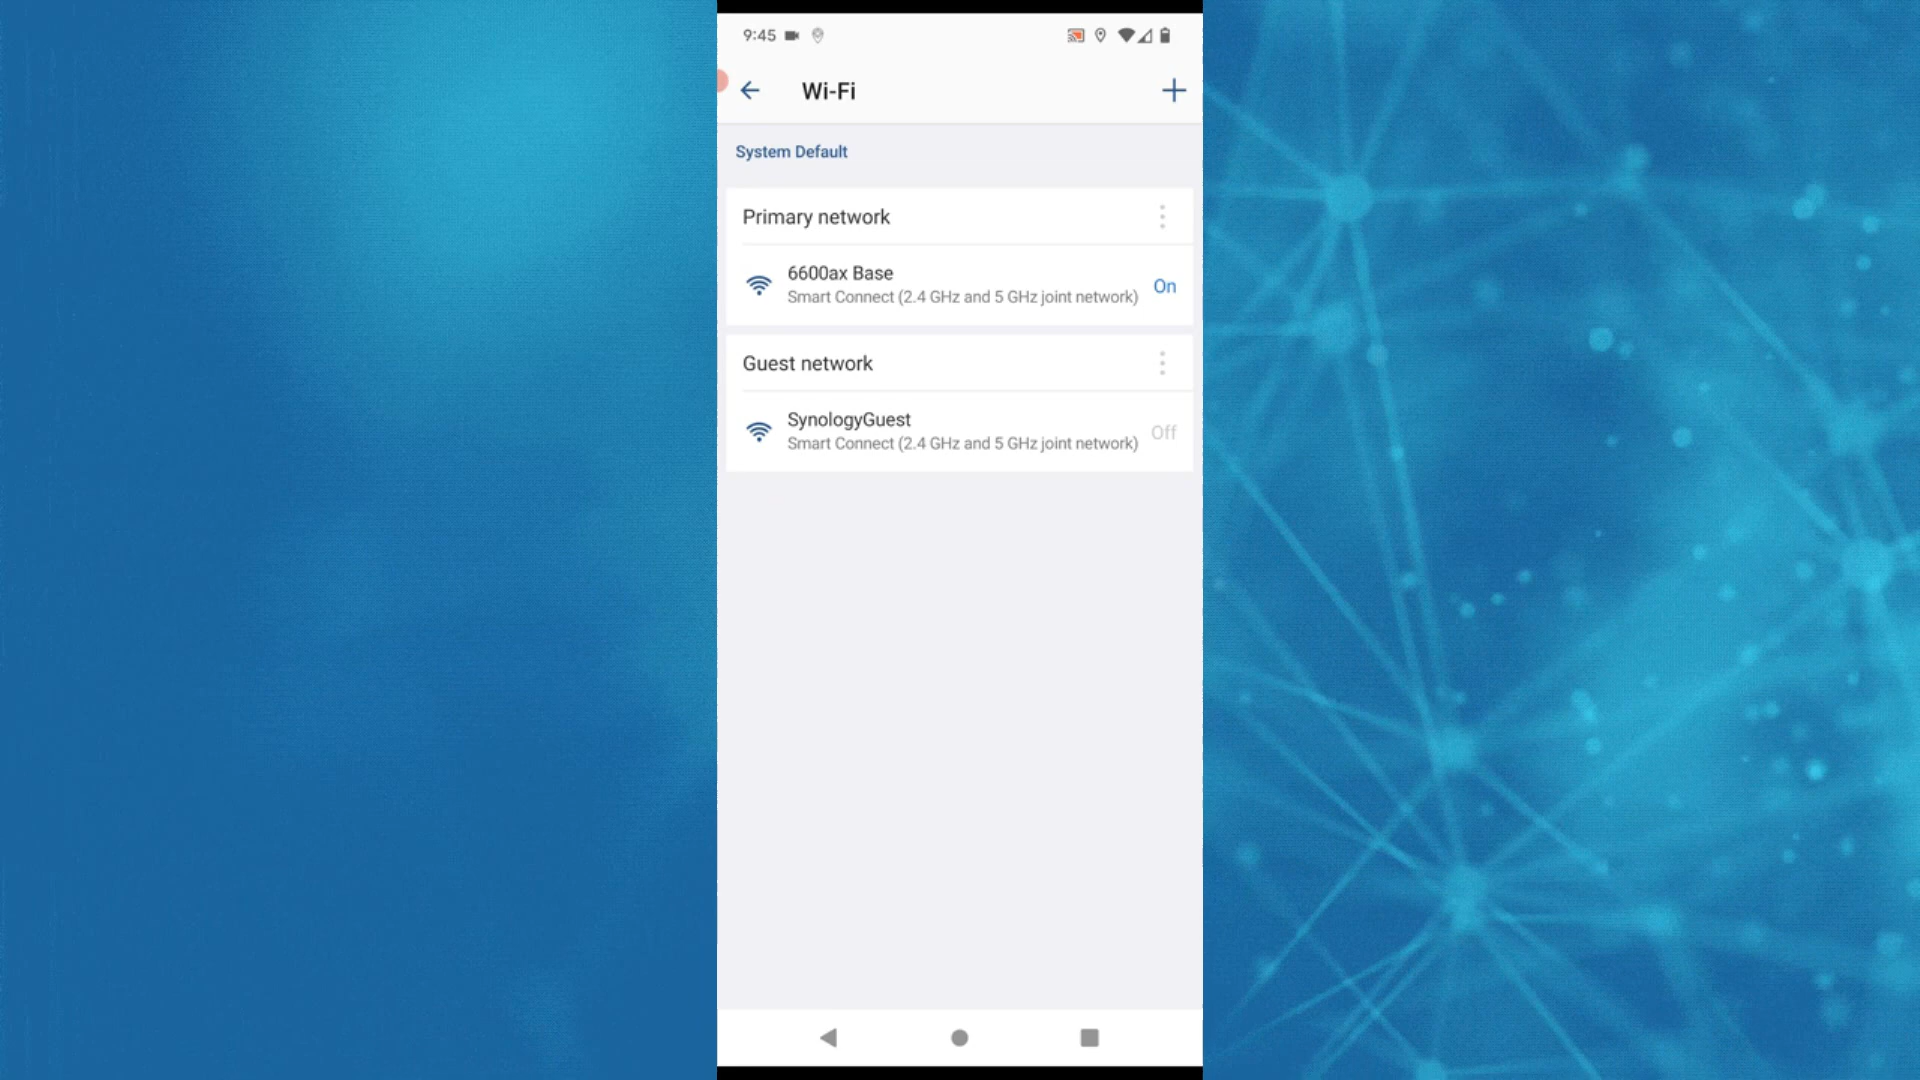 9:45
Wi-Fi
System Default
Primary network
6600ax Base
Smart Connect (2.4 GHz and 5 GHz joint network)
On
Guest network
SynologyGuest
Smart Connect (2.4 GHz and 5 GHz joint network)
Off